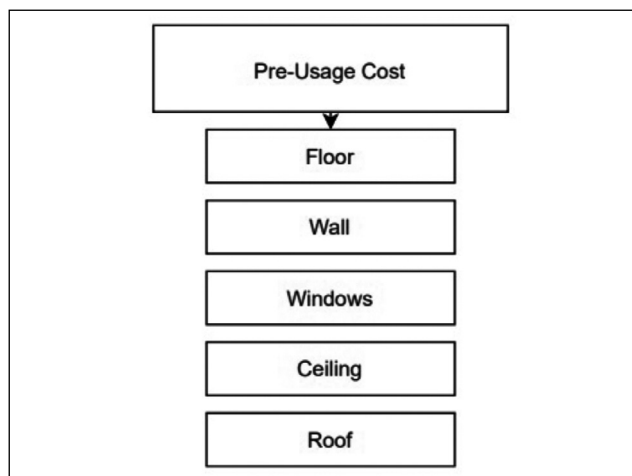 Pre-Usage Cost
Floor
Wall
Windows
Ceiling
Roof